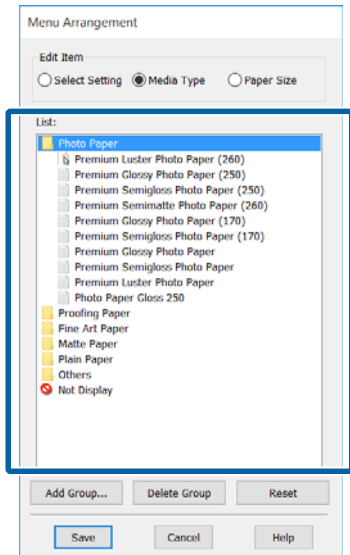 Menu Arrangement
Edit Item
Select Setting Media Type Paper Size
List:
Photo Paper
Premium Luster Photo Paper (260)
Premium Glossy Photo Paper (250)
Premium Semigloss Photo Paper (250)
Premium Semimatte Photo Paper (260)
Premium Glossy Photo Paper (170)
Premium Semigloss Photo Paper (170)
Premium Glossy Photo Paper
Premium Semigloss Photo Paper
Premium Luster Photo Paper
Photo Paper Gloss 250
Proofing Paper
Fine Art Paper
Matte Paper
Plain Paper
Others
Not Display
Add Group... Delete Group Reset
Save Cancel Help